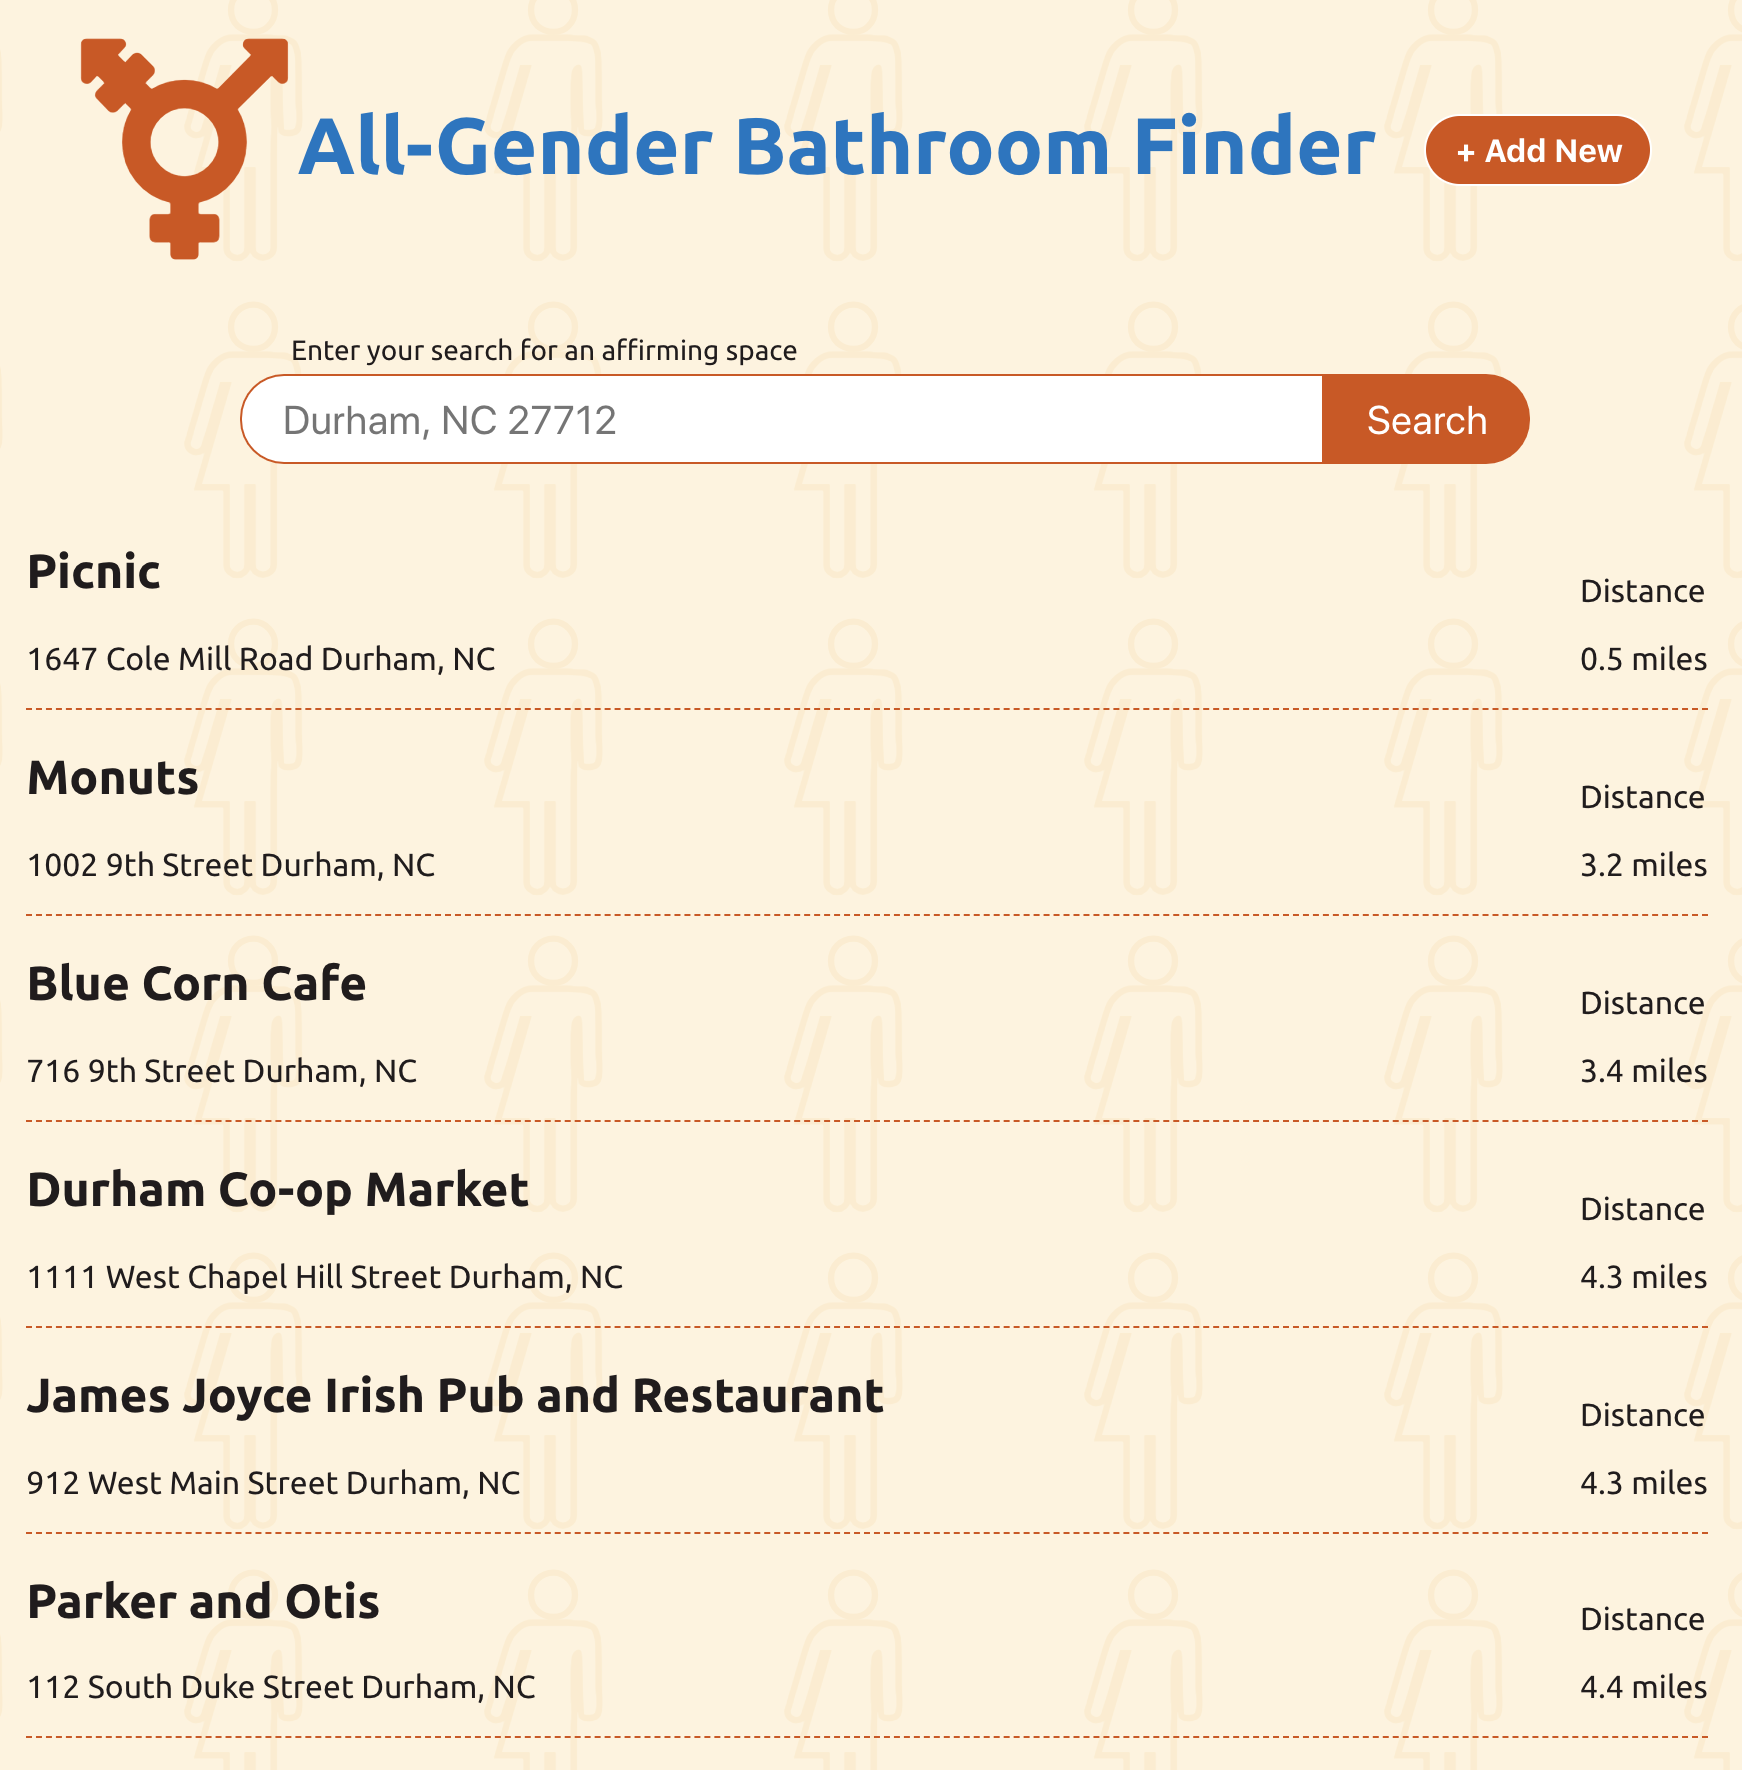 All-Gender Bathroom Finder
+ Add New
Enter your search for an affirming space
Durham, NC 27712
Search
Picnic
Distance
1647 Cole Mill Road Durham, NC
0.5 miles
Monuts
Distance
1002 9th Street Durham, NC
3.2 miles
Blue Corn Cafe
Distance
716 9th Street Durham, NC
3.4 miles
Durham Co-op Market
Distance
1111 West Chapel Hill Street Durham, NC
4.3 miles
James Joyce Irish Pub and Restaurant
Distance
912 West Main Street Durham, NC
4.3 miles
Parker and Otis
Distance
112 South Duke Street Durham, NC
4.4 miles